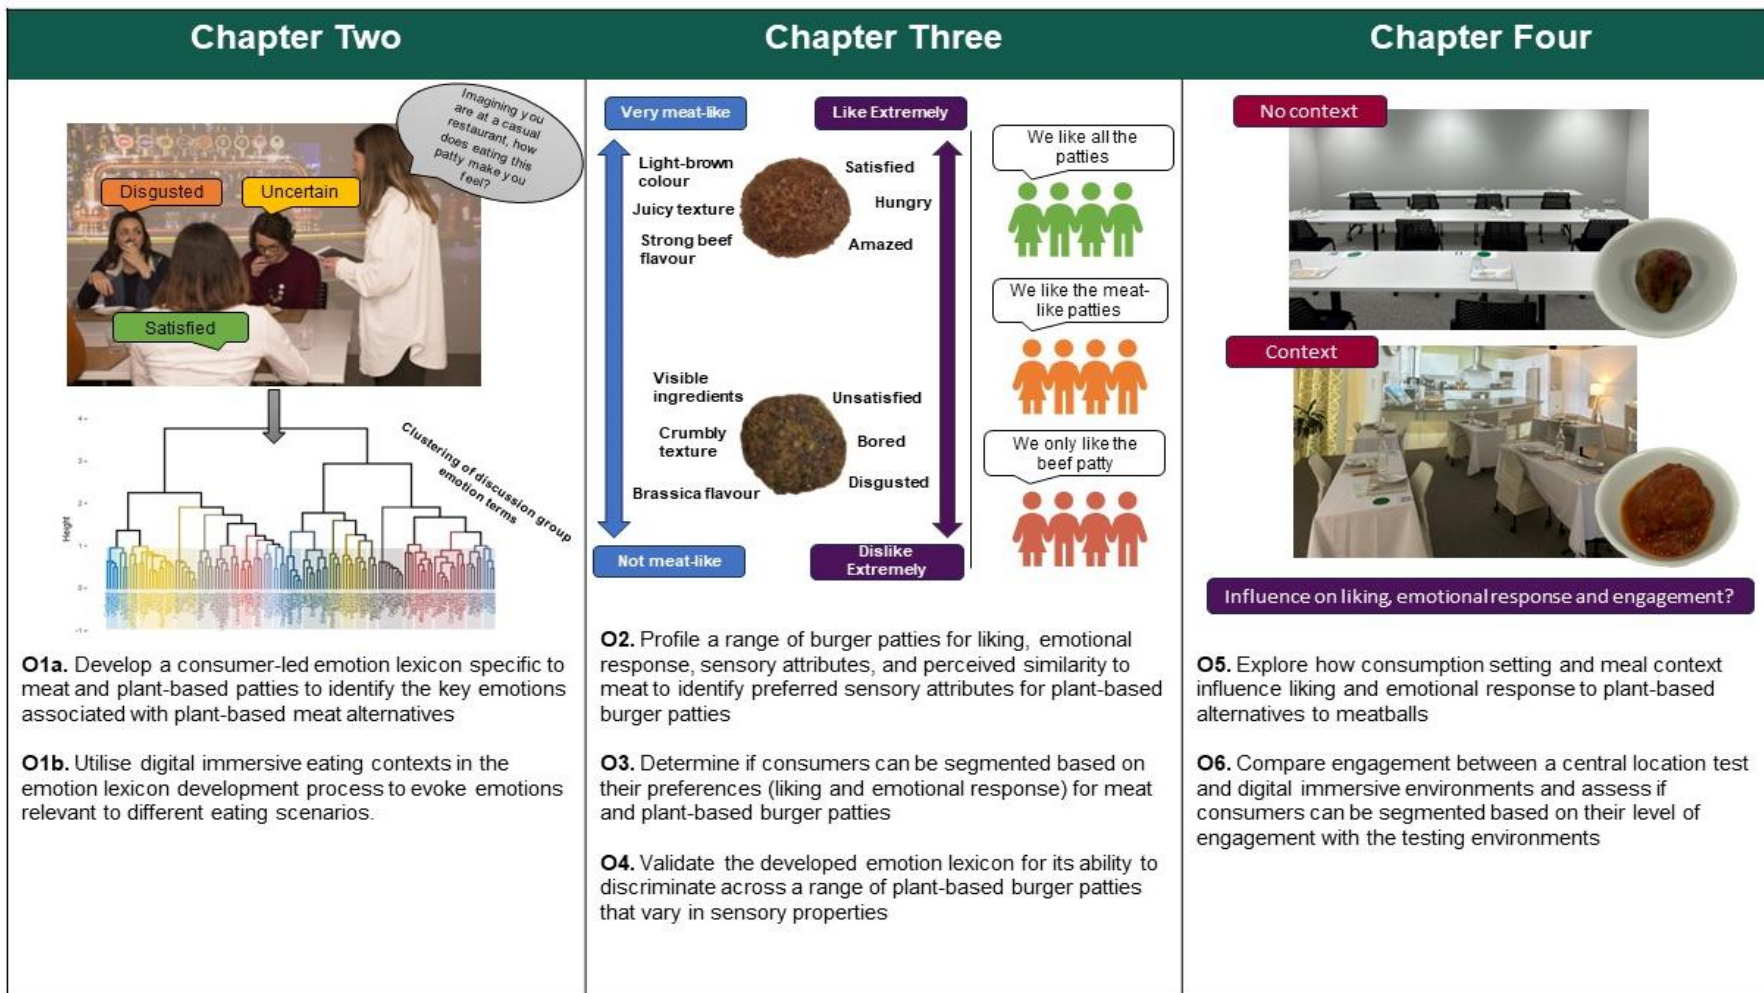 Chapter Two
Imagining you
are at a casual
restaurant, how
does eating this
patty make you
feel?
Disgusted
Uncertain
Satisfied
Clustering of discussion group
emotion terms
Height
4
3
2
1
0
-1
O1a. Develop a consumer-led emotion lexicon specific to
meat and plant-based patties to identify the key emotions
associated with plant-based meat alternatives
O1b. Utilise digital immersive eating contexts in the
emotion lexicon development process to evoke emotions
relevant to different eating scenarios.
Chapter Three
Very meat-like
Like Extremely
Light-brown
colour
Juicy texture
Strong beef
flavour
Satisfied
Hungry
Amazed
Visible
ingredients
Crumbly
texture
Brassica flavour
Unsatisfied
Bored
Disgusted
Not meat-like
Dislike
Extremely
We like all the
patties
We like the meat-
like patties
We only like the
beef patty
O2. Profile a range of burger patties for liking, emotional
response, sensory attributes, and perceived similarity to
meat to identify preferred sensory attributes for plant-based
burger patties
O3. Determine if consumers can be segmented based on
their preferences (liking and emotional response) for meat
and plant-based burger patties
O4. Validate the developed emotion lexicon for its ability to
discriminate across a range of plant-based burger patties
that vary in sensory properties
Chapter Four
No context
Context
Influence on liking, emotional response and engagement?
O5. Explore how consumption setting and meal context
influence liking and emotional response to plant-based
alternatives to meatballs
O6. Compare engagement between a central location test
and digital immersive environments and assess if
consumers can be segmented based on their level of
engagement with the testing environments